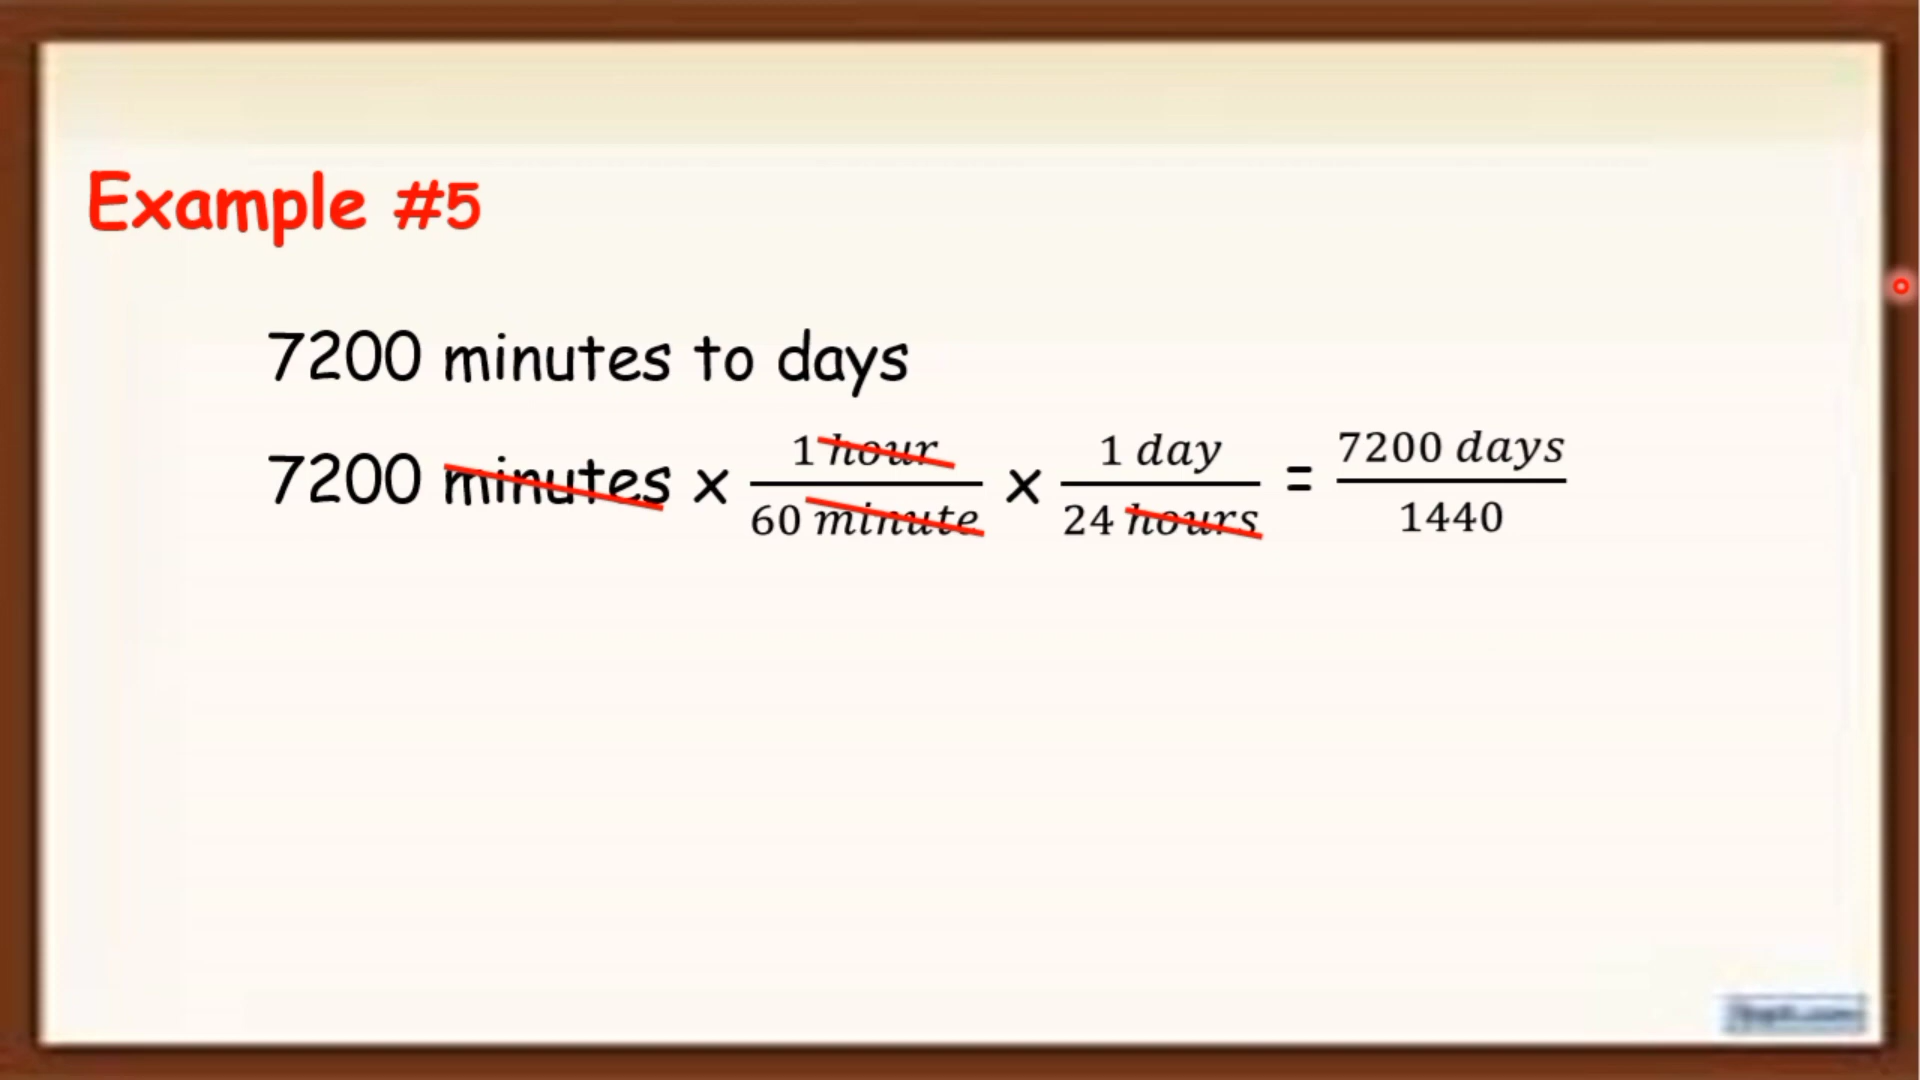 Example #5
7200 minutes to days
7200 minutes x 1 hour / 60 minute x 1 day / 24 hours = 7200 days / 1440